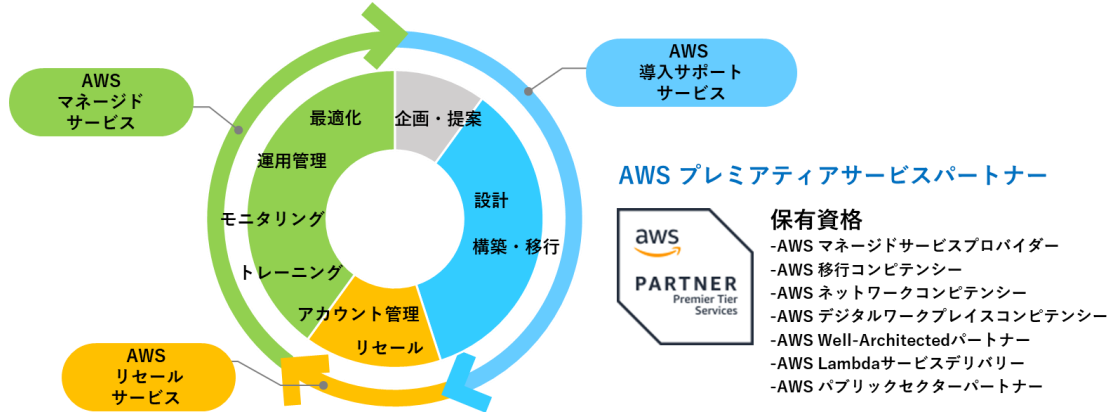 AWS
マネージド
サービス
AWS
導入サポート
サービス
最適化
企画・提案
運用管理
モニタリング
トレーニング
設計
構築・移行
アカウント管理
リセール
AWS
リセール
サービス
AWS プレミアティアサービスパートナー
aws
PARTNER
Premier Tier
Services
保有資格
-AWS マネージドサービスプロバイダー
-AWS 移行コンピテンシー
-AWS ネットワークコンピテンシー
-AWS デジタルワークプレイスコンピテンシー
-AWS Well-Architectedパートナー
-AWS Lambdaサービスデリバリー
-AWS パブリックセクターパートナー